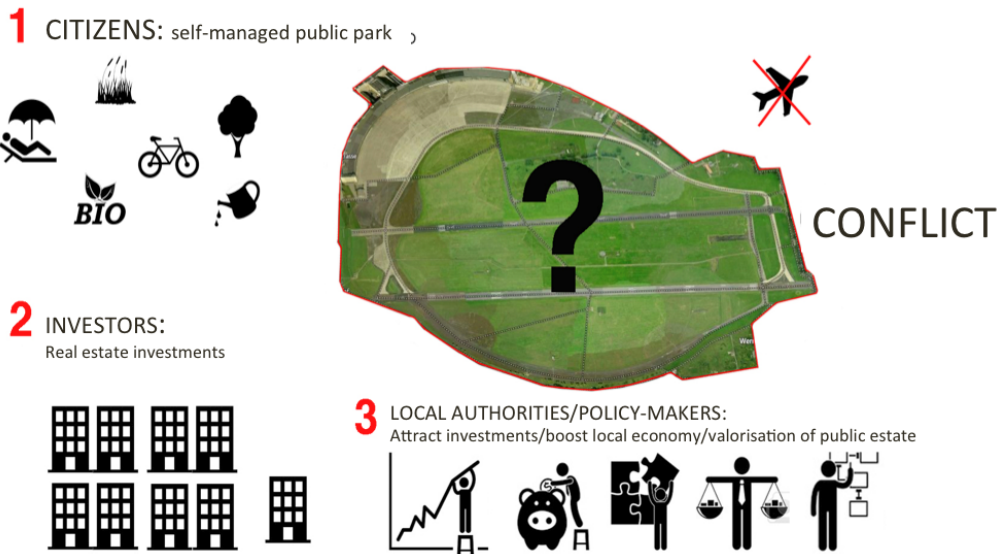 1 CITIZENS: self-managed public park
BIO
?
CONFLICT
2 INVESTORS:
Real estate investments
3 LOCAL AUTHORITIES/POLICY-MAKERS:
Attract investments/boost local economy/valorisation of public estate